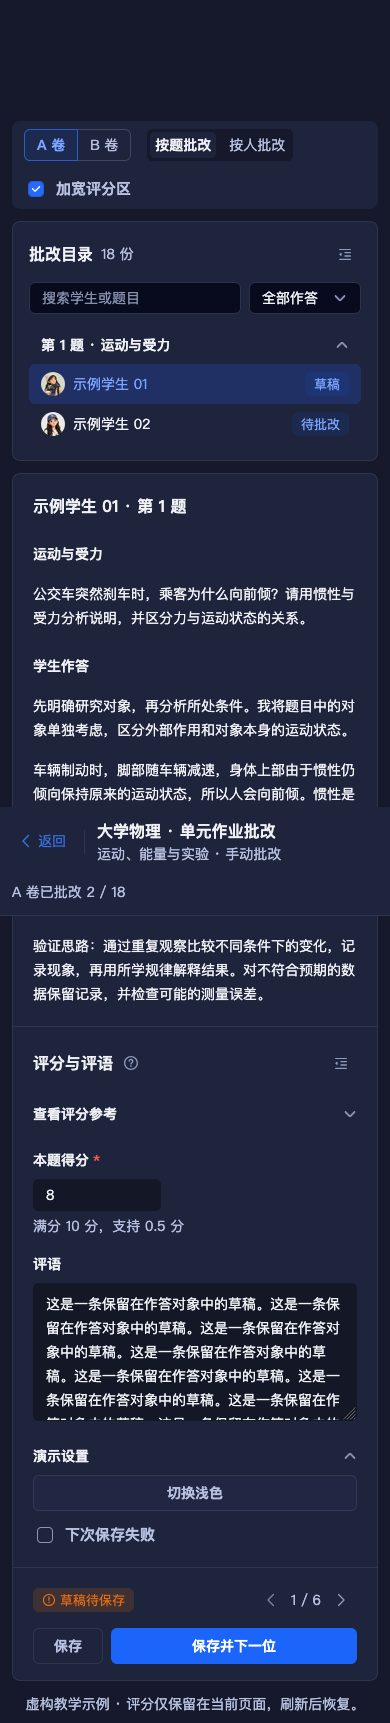 A 卷 B 卷 按题批改 按人批改
加宽评分区
批改目录 18 份
搜索学生或题目 全部作答
第 1 题 · 运动与受力
示例学生 01 草稿
示例学生 02 待批改
示例学生 01 · 第 1 题
运动与受力
公交车突然刹车时，乘客为什么向前倾？请用惯性与
受力分析说明，并区分力与运动状态的关系。
学生作答
先明确研究对象，再分析所处条件。我将题目中的对
象单独考虑，区分外部作用和对象本身的运动状态。
车辆制动时，脚部随车辆减速，身体上部由于惯性仍
倾向保持原来的运动状态，所以人会向前倾。惯性是
返回
大学物理 · 单元作业批改
运动、能量与实验 · 手动批改
A 卷已批改 2 / 18
验证思路：通过重复观察比较不同条件下的变化，记
录现象，再用所学规律解释结果。对不符合预期的数
据保留记录，并检查可能的测量误差。
评分与评语
查看评分参考
本题得分 *
8
满分 10 分，支持 0.5 分
评语
这是一条保留在作答对象中的草稿。这是一条保
留在作答对象中的草稿。这是一条保留在作答对
象中的草稿。这是一条保留在作答对象中的草
稿。这是一条保留在作答对象中的草稿。这是一
条保留在作答对象中的草稿。这是一条保留在作
演示设置
切换浅色
下次保存失败
草稿待保存 1 / 6
保存 保存并下一位
虚构教学示例 · 评分仅保留在当前页面，刷新后恢复。